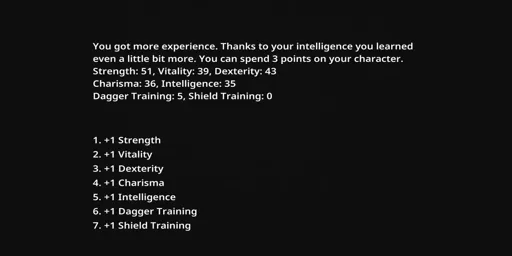 You got more experience. Thanks to your intelligence you learned
even a little bit more. You can spend 3 points on your character.
Strength: 51, Vitality: 39, Dexterity: 43
Charisma: 36, Intelligence: 35
Dagger Training: 5, Shield Training: 0
1. +1 Strength
2. +1 Vitality
3. +1 Dexterity
4. +1 Charisma
5. +1 Intelligence
6. +1 Dagger Training
7. +1 Shield Training